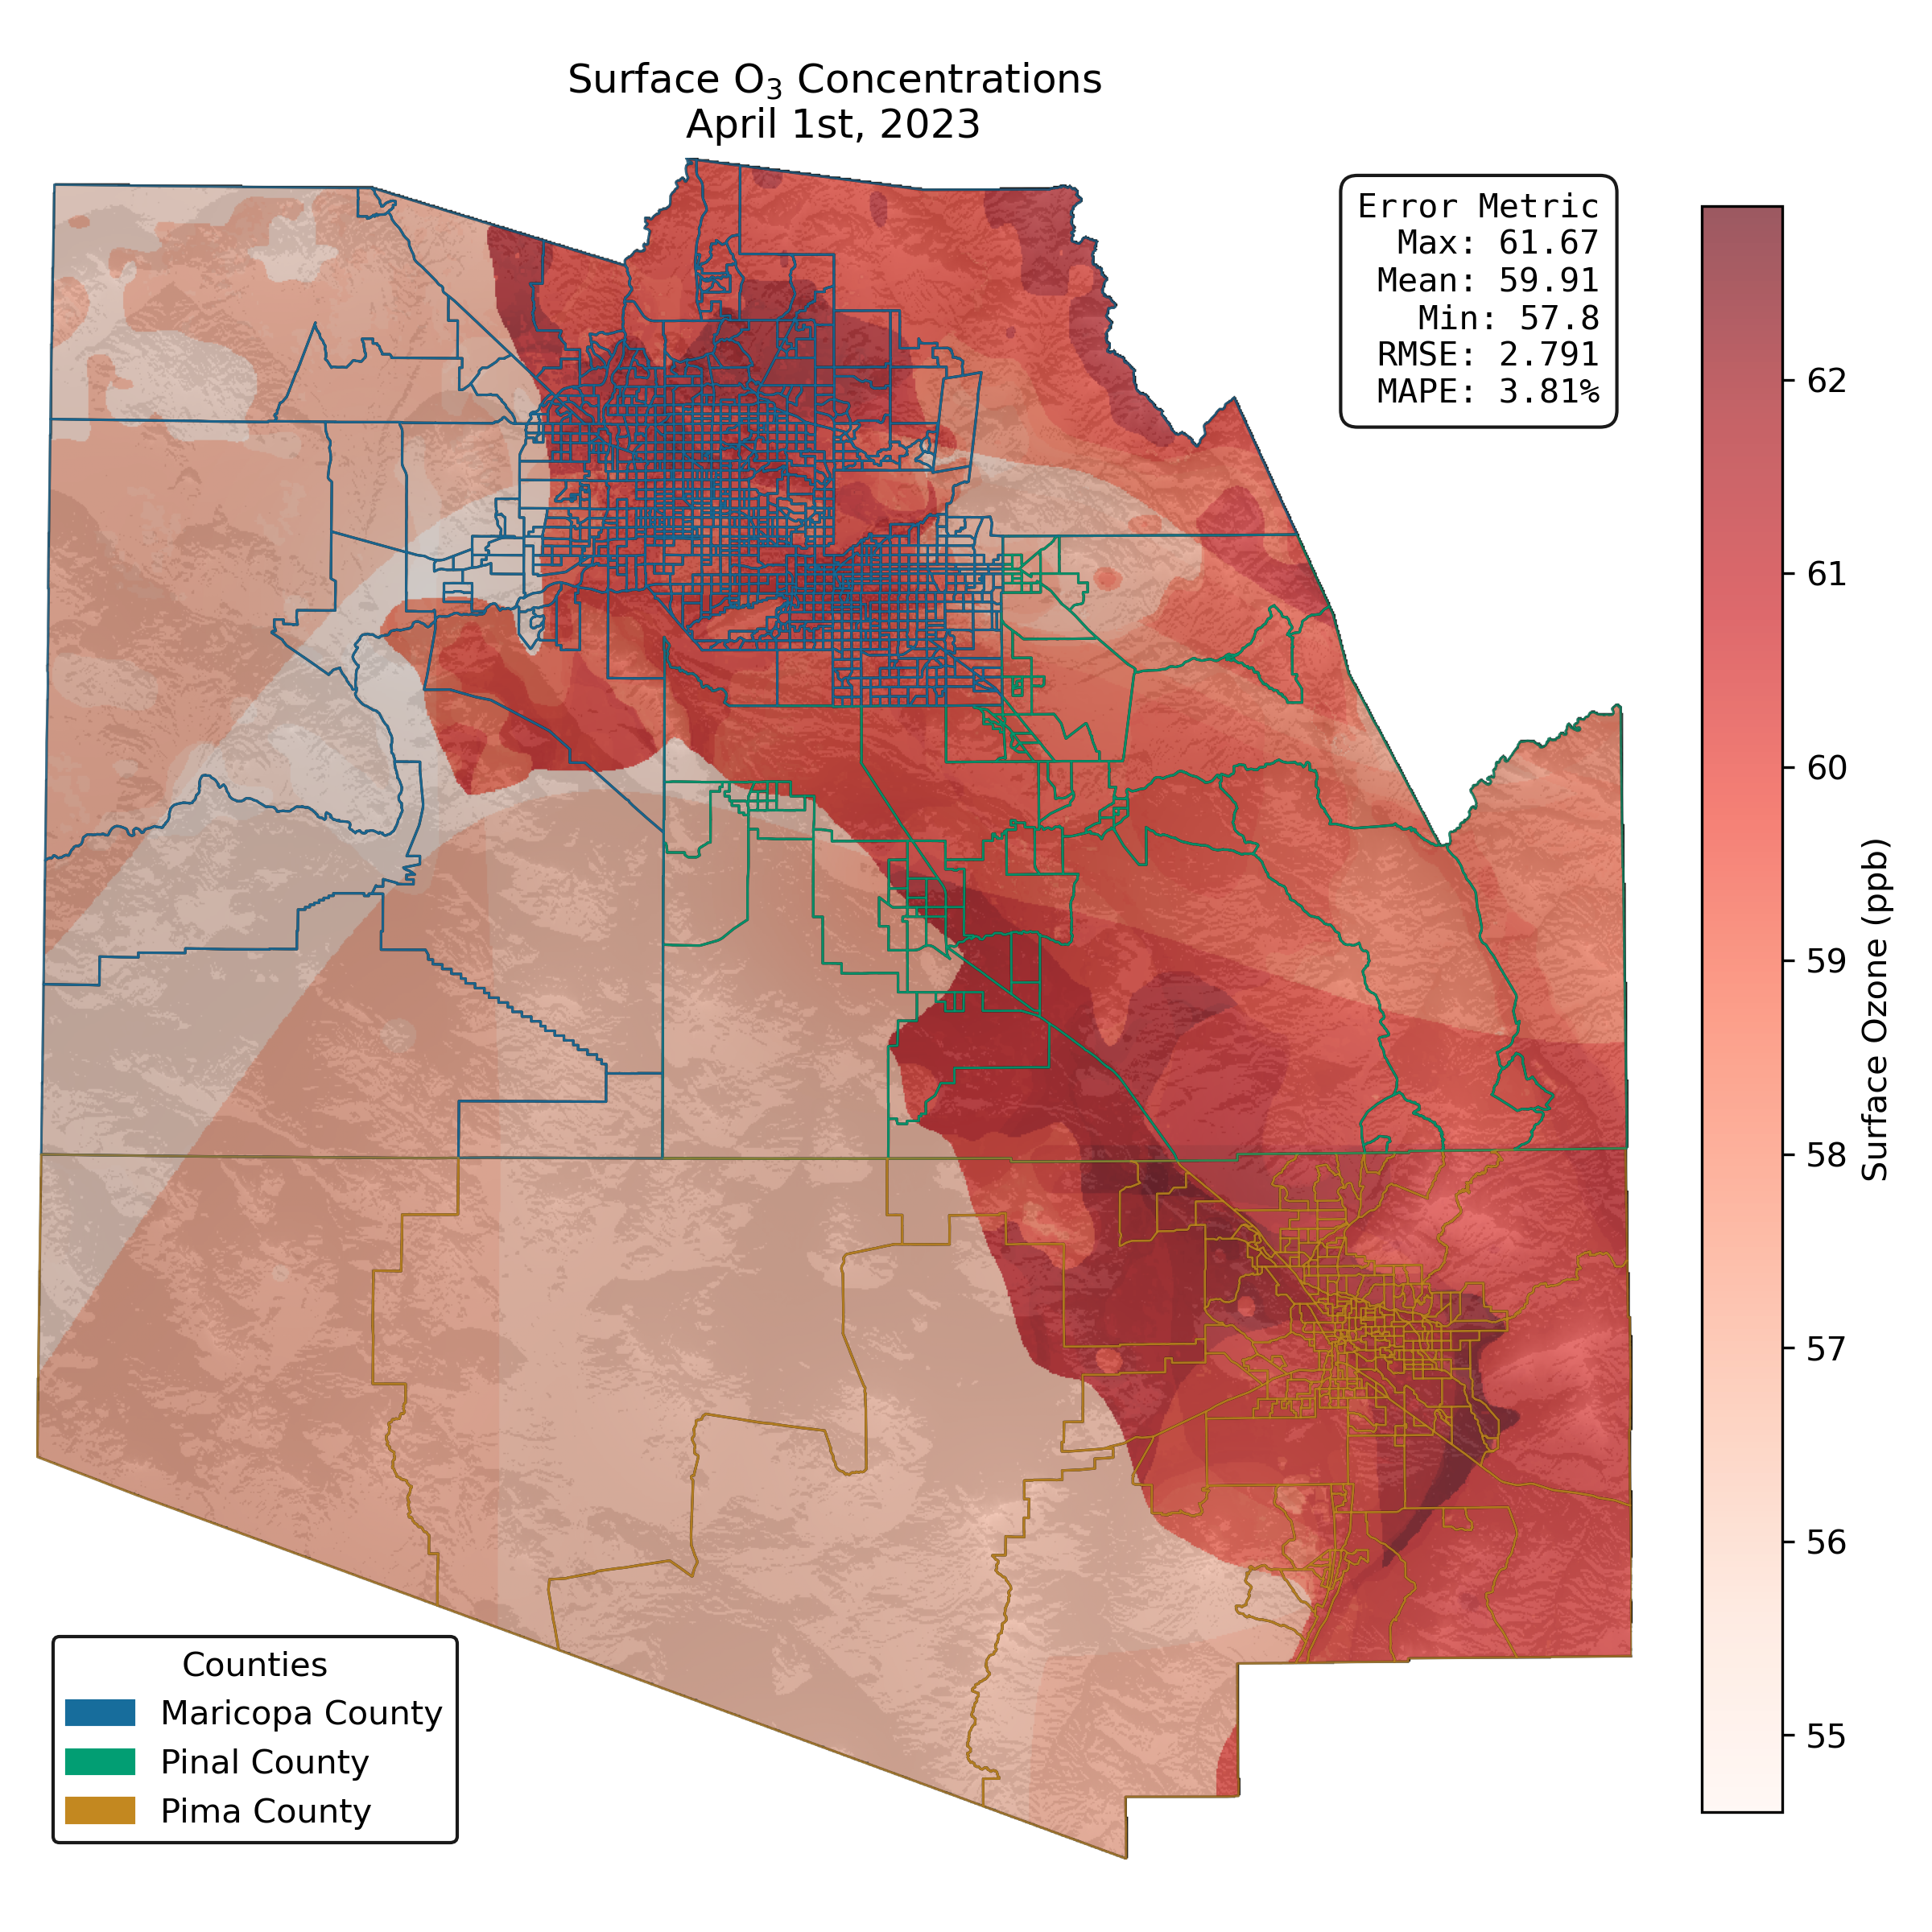 Surface O₃ Concentrations
April 1st, 2023
Error Metric
Max: 61.67
Mean: 59.91
Min: 57.8
RMSE: 2.791
MAPE: 3.81%
62
61
60
59
58
57
56
55
Surface Ozone (ppb)
Counties
Maricopa County
Pinal County
Pima County